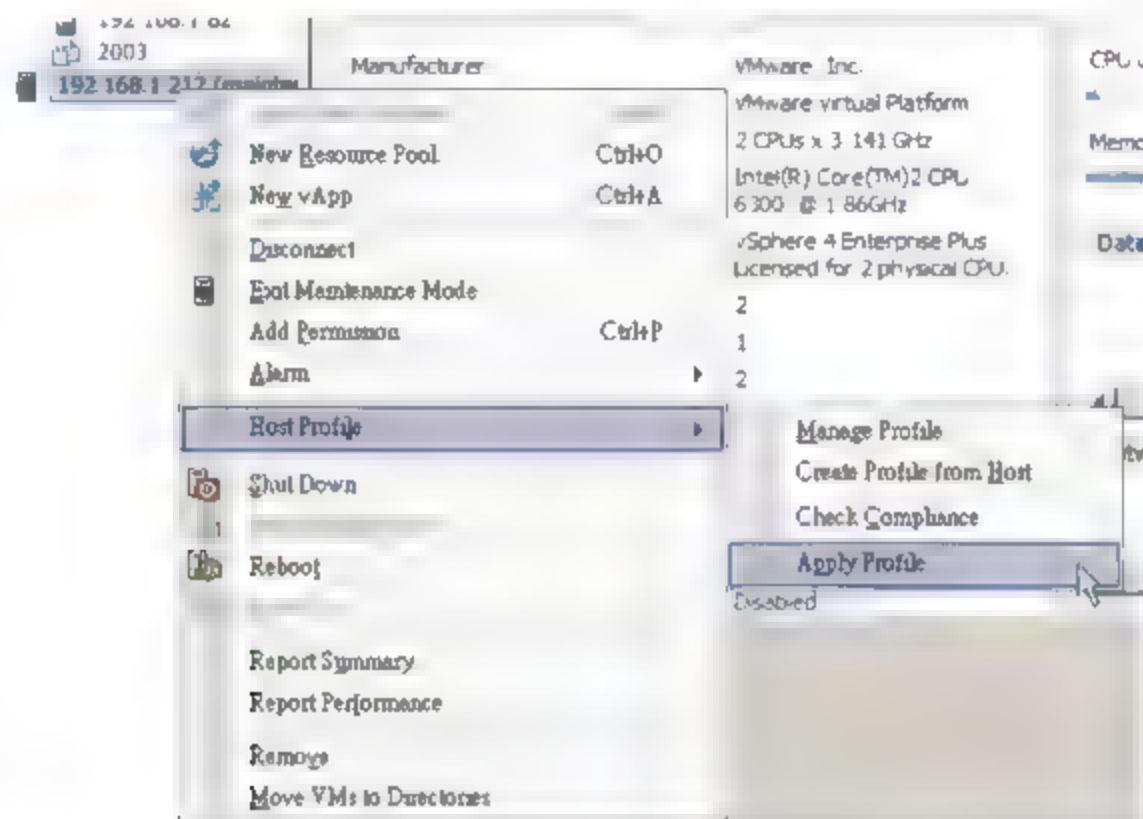 2003
Manufacturer
VMware Inc.
CPU
192.168.1.212
VMware Virtual Platform
New Resource Pool Ctrl+O
2 CPUs x 3.141 GHz
Memo
New vApp Ctrl+A
Intel(R) Core(TM)2 CPU
6300 @ 1.86GHz
Disconnect
vSphere 4 Enterprise Plus
Licensed for 2 physical CPU.
Data
Exit Maintenance Mode
2
Add Permission Ctrl+P
1
Alarm
2
Host Profile
Manage Profile
Create Profile from Host
Check Compliance
Apply Profile
Shut Down
Reboot
Disabled
Report Summary
Report Performance
Remove
Move VMs to Directories